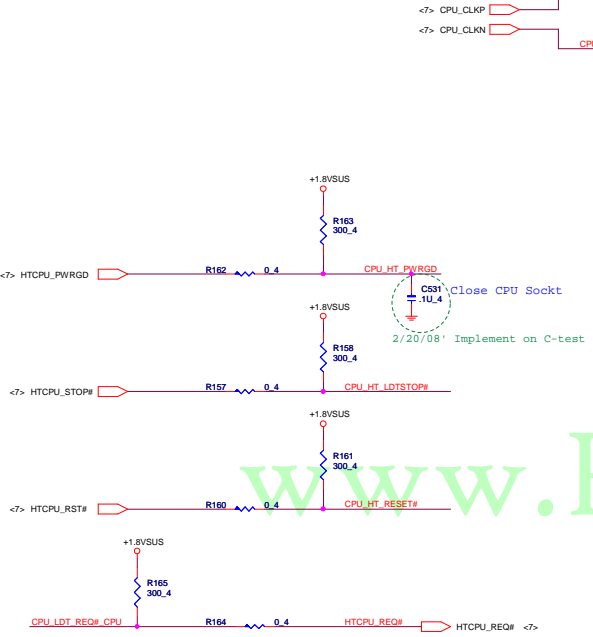 <7> CPU_CLKP
<7> CPU_CLKN
CPU
+1.8VSUS
R163
300_4
<7> HTCPU_PWRGD
R162 0_4
CPU_HT_PWRGD
C531
.1U_4
Close CPU Sockt
2/20/08' Implement on C-test
+1.8VSUS
R158
300_4
<7> HTCPU_STOP#
R157 0_4
CPU_HT_LDTSTOP#
+1.8VSUS
R161
300_4
www.
<7> HTCPU_RST#
R160 0_4
CPU_HT_RESET#
+1.8VSUS
R165
300_4
CPU_LDT_REQ#_CPU
R164 0_4
HTCPU_REQ#
HTCPU_REQ# <7>